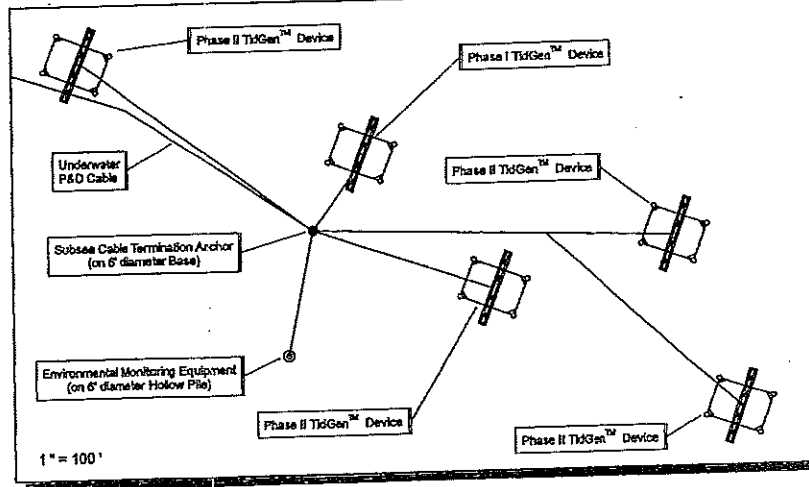 Phase II TidGen™ Device
Phase I TidGen™ Device
Underwater
P&D Cable
Phase II TidGen™ Device
Subsea Cable Termination Anchor
(on 6' diameter Base)
Environmental Monitoring Equipment
(on 6' diameter Hollow Pile)
Phase II TidGen™ Device
Phase II TidGen™ Device
1" = 100'